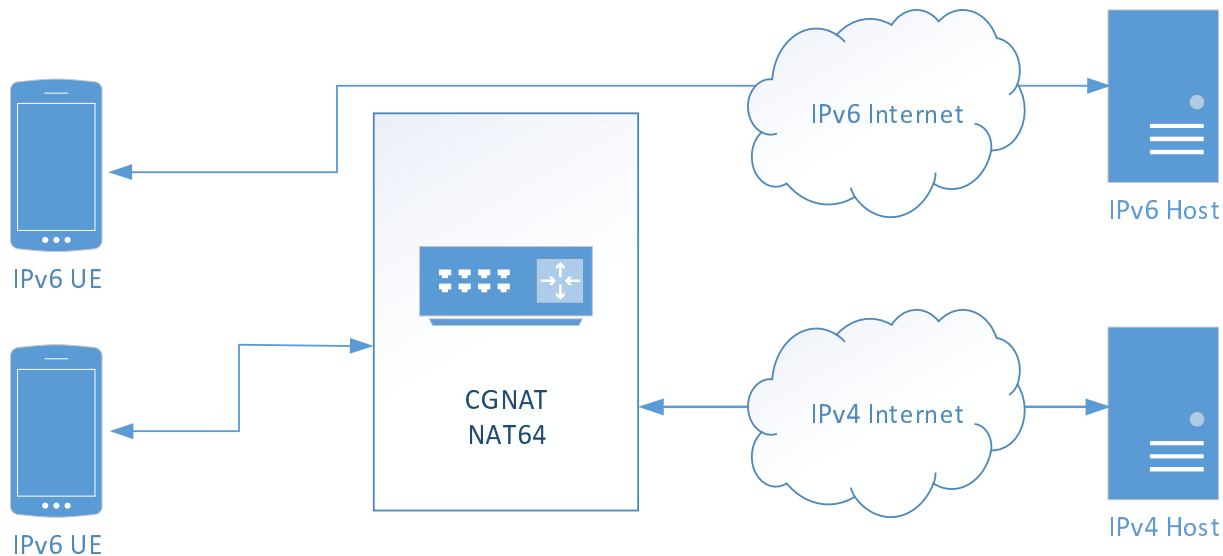 IPv6 Internet
IPv6 Host
IPv6 UE
CGNAT
NAT64
IPv4 Internet
IPv4 Host
IPv6 UE